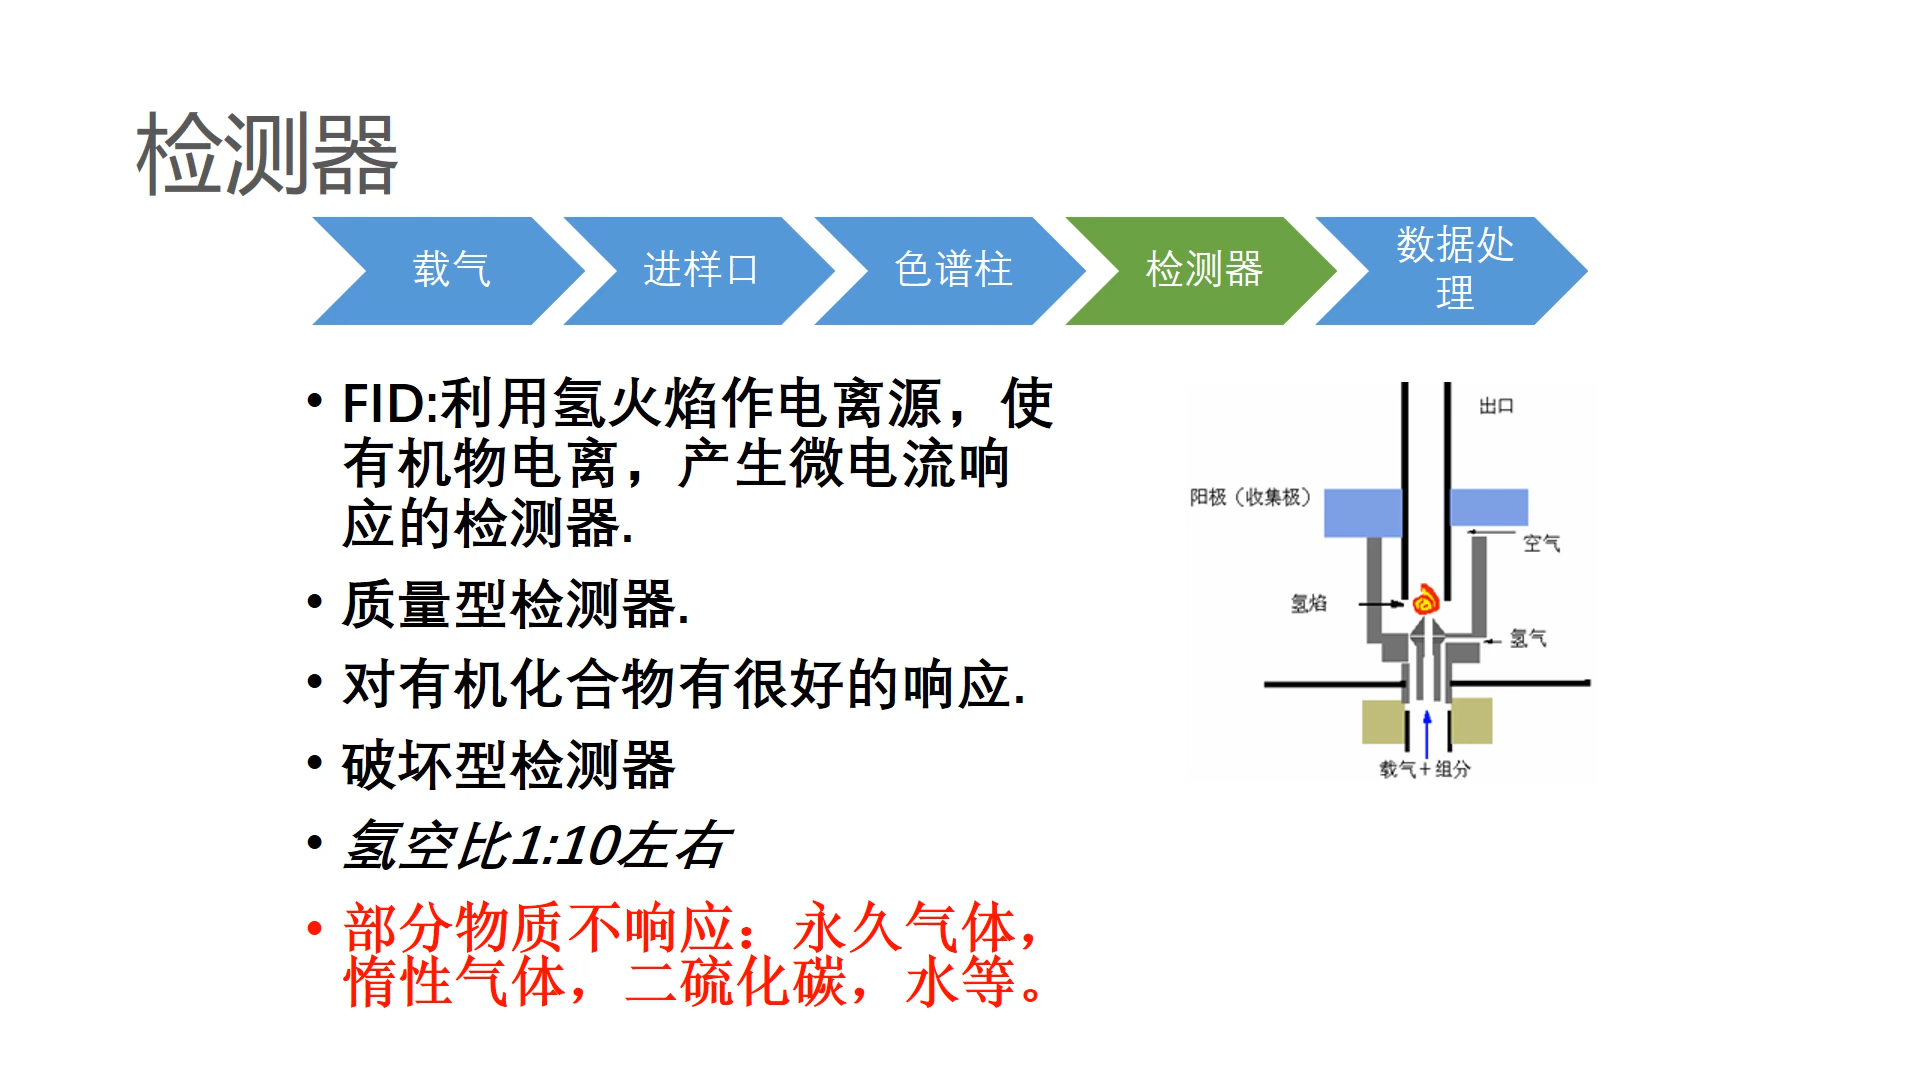 检测器
载气
进样口
色谱柱
检测器
数据处
理
• FID:利用氢火焰作电离源，使
有机物电离，产生微电流响
应的检测器.
• 质量型检测器.
• 对有机化合物有很好的响应.
• 破坏型检测器
• 氢空比1:10左右
• 部分物质不响应：永久气体，
惰性气体，二硫化碳，水等。
出口
阳极（收集极）
空气
氢焰
氢气
载气＋组分